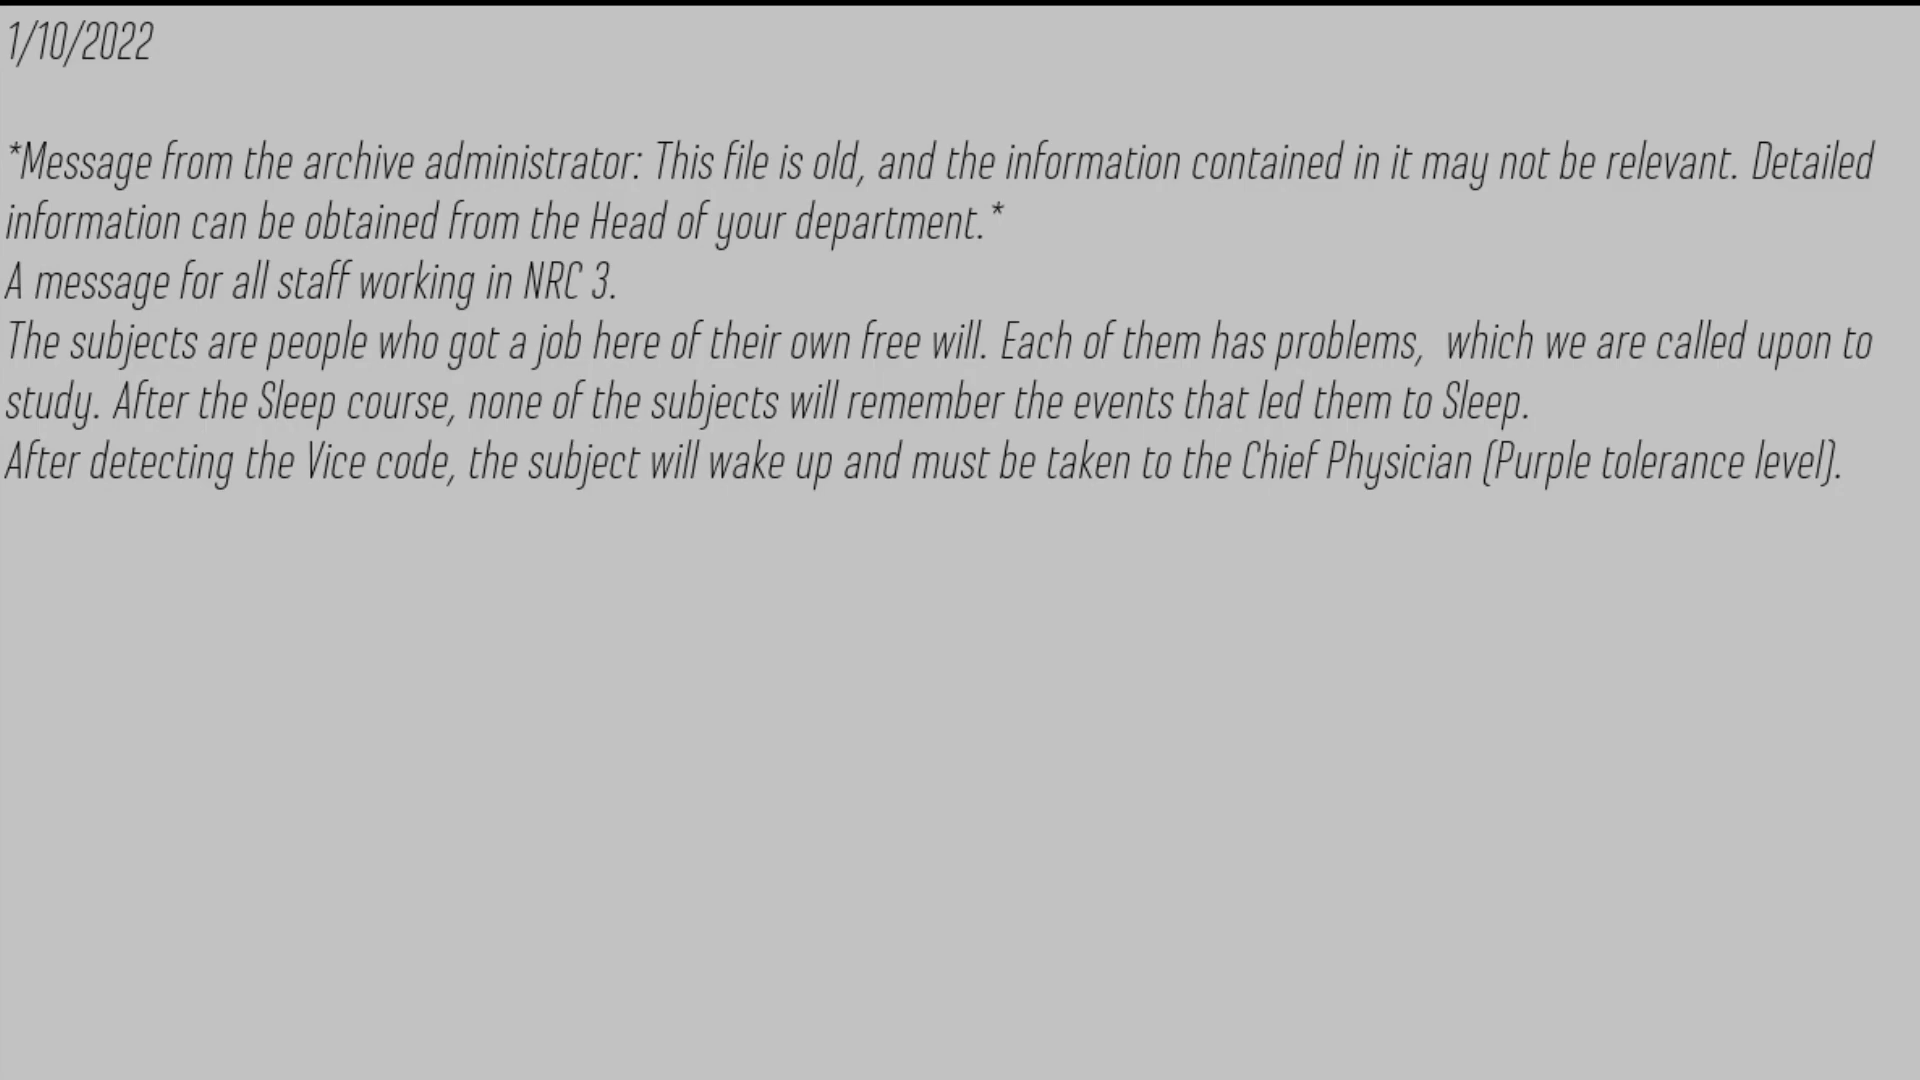 1/10/2022
*Message from the archive administrator: This file is old, and the information contained in it may not be relevant. Detailed
information can be obtained from the Head of your department.*
A message for all staff working in NRC 3.
The subjects are people who got a job here of their own free will. Each of them has problems,  which we are called upon to
study. After the Sleep course, none of the subjects will remember the events that led them to Sleep.
After detecting the Vice code, the subject will wake up and must be taken to the Chief Physician (Purple tolerance level).